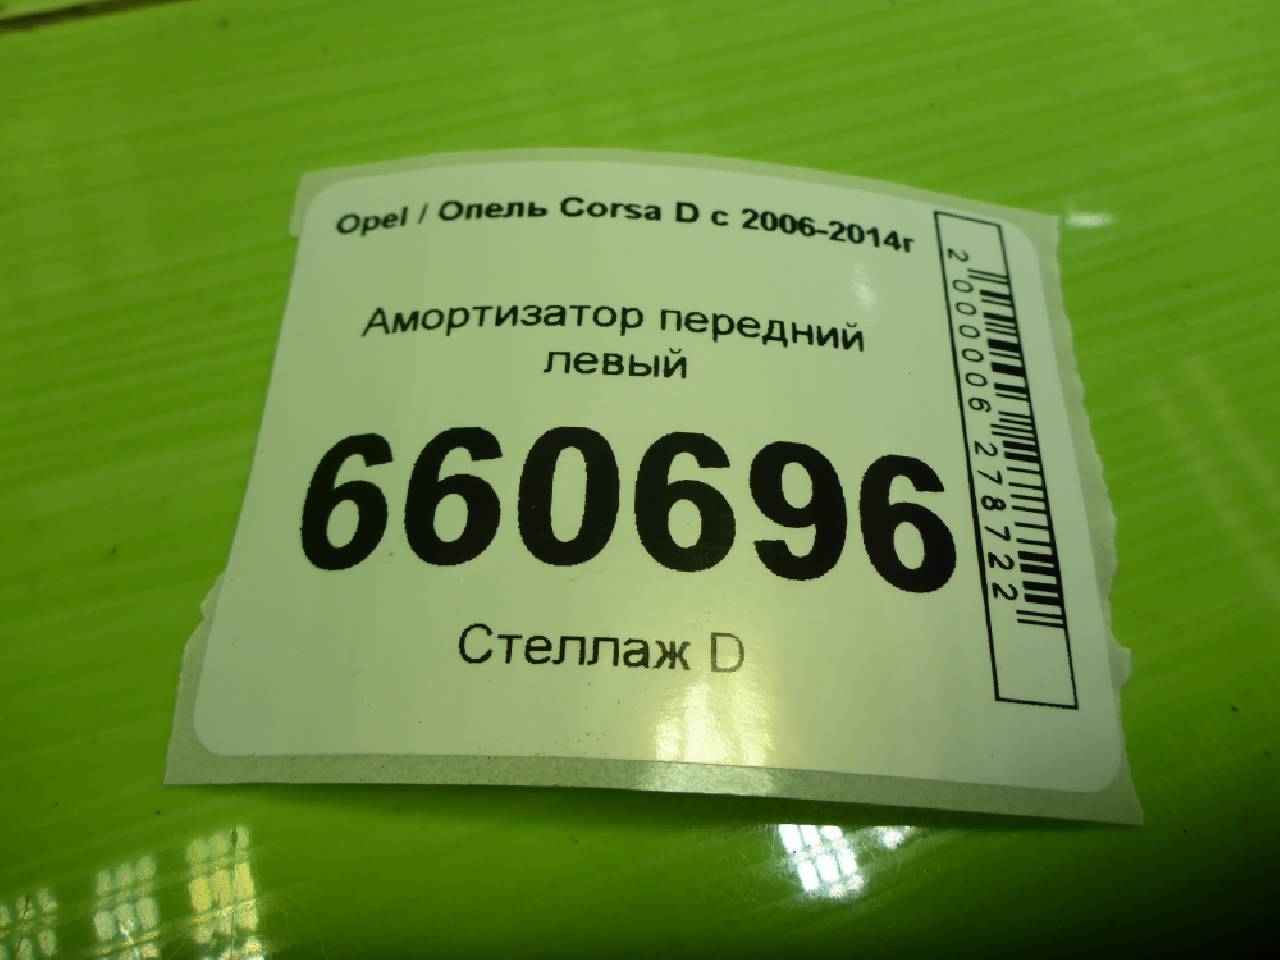 Opel / Опель Corsa D с 2006-2014г
Амортизатор передний
левый
660696
Стеллаж D
2000006278722